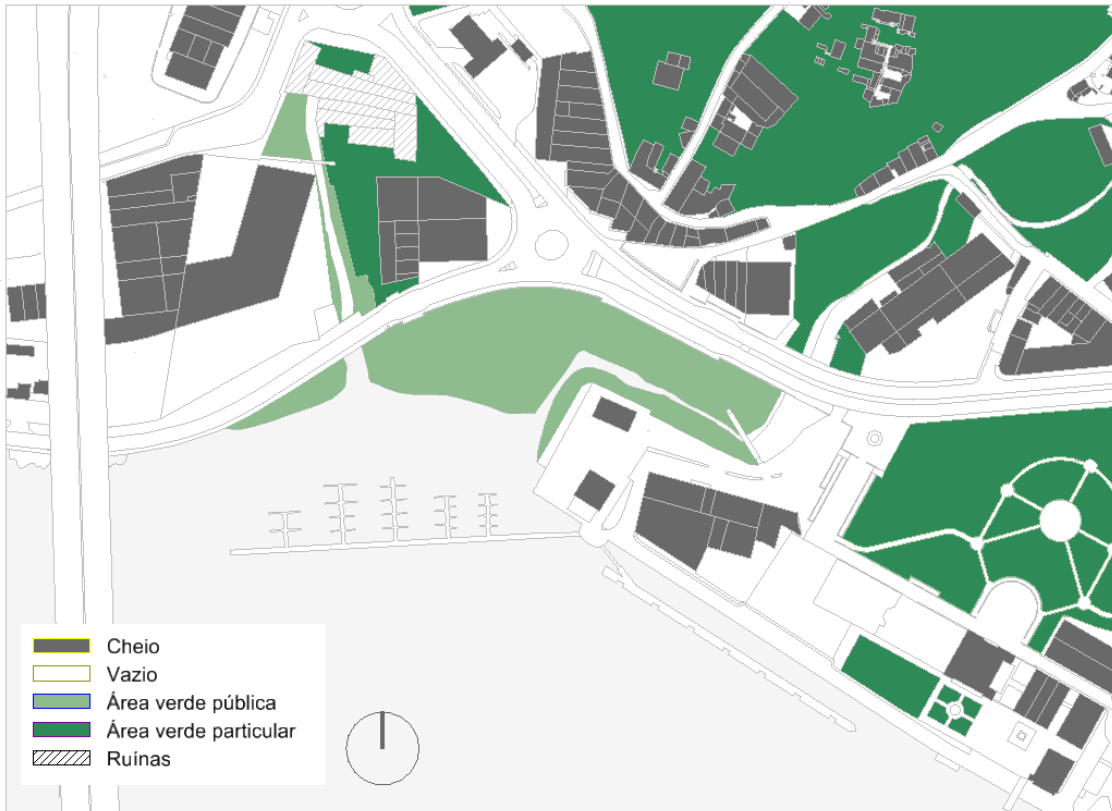 Cheio
Vazio
Área verde pública
Área verde particular
Ruínas